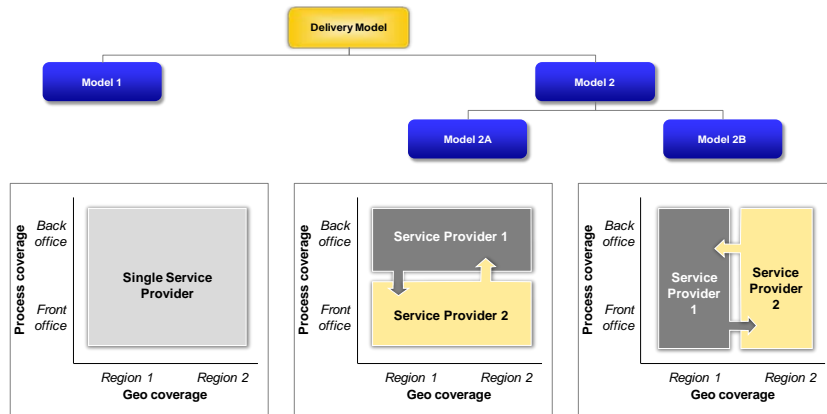 Delivery Model
Model 1
Model 2
Model 2A
Model 2B
Process coverage
Back
office
Front
office
Single Service
Provider
Region 1
Region 2
Geo coverage
Process coverage
Back
office
Front
office
Service Provider 1
Service Provider 2
Region 1
Region 2
Geo coverage
Process coverage
Back
office
Front
office
Service
Provider
1
Service
Provider
2
Region 1
Region 2
Geo coverage